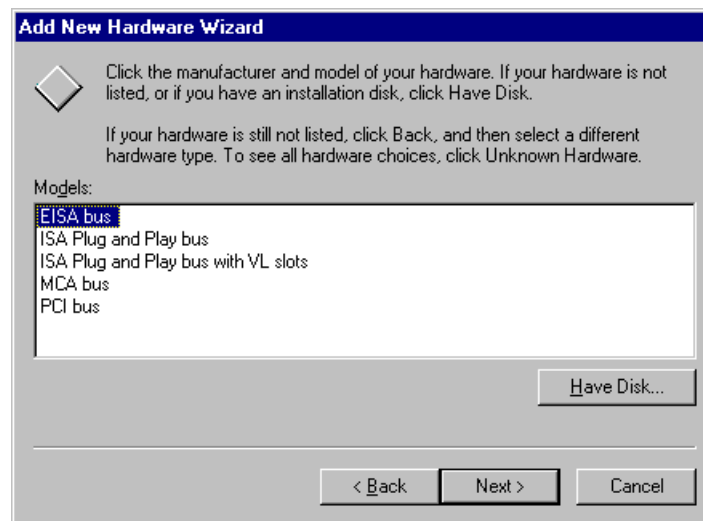 Add New Hardware Wizard
Click the manufacturer and model of your hardware. If your hardware is not
listed, or if you have an installation disk, click Have Disk.
If your hardware is still not listed, click Back, and then select a different
hardware type. To see all hardware choices, click Unknown Hardware.
Models:
EISA bus
ISA Plug and Play bus
ISA Plug and Play bus with VL slots
MCA bus
PCI bus
Have Disk...
< Back
Next >
Cancel